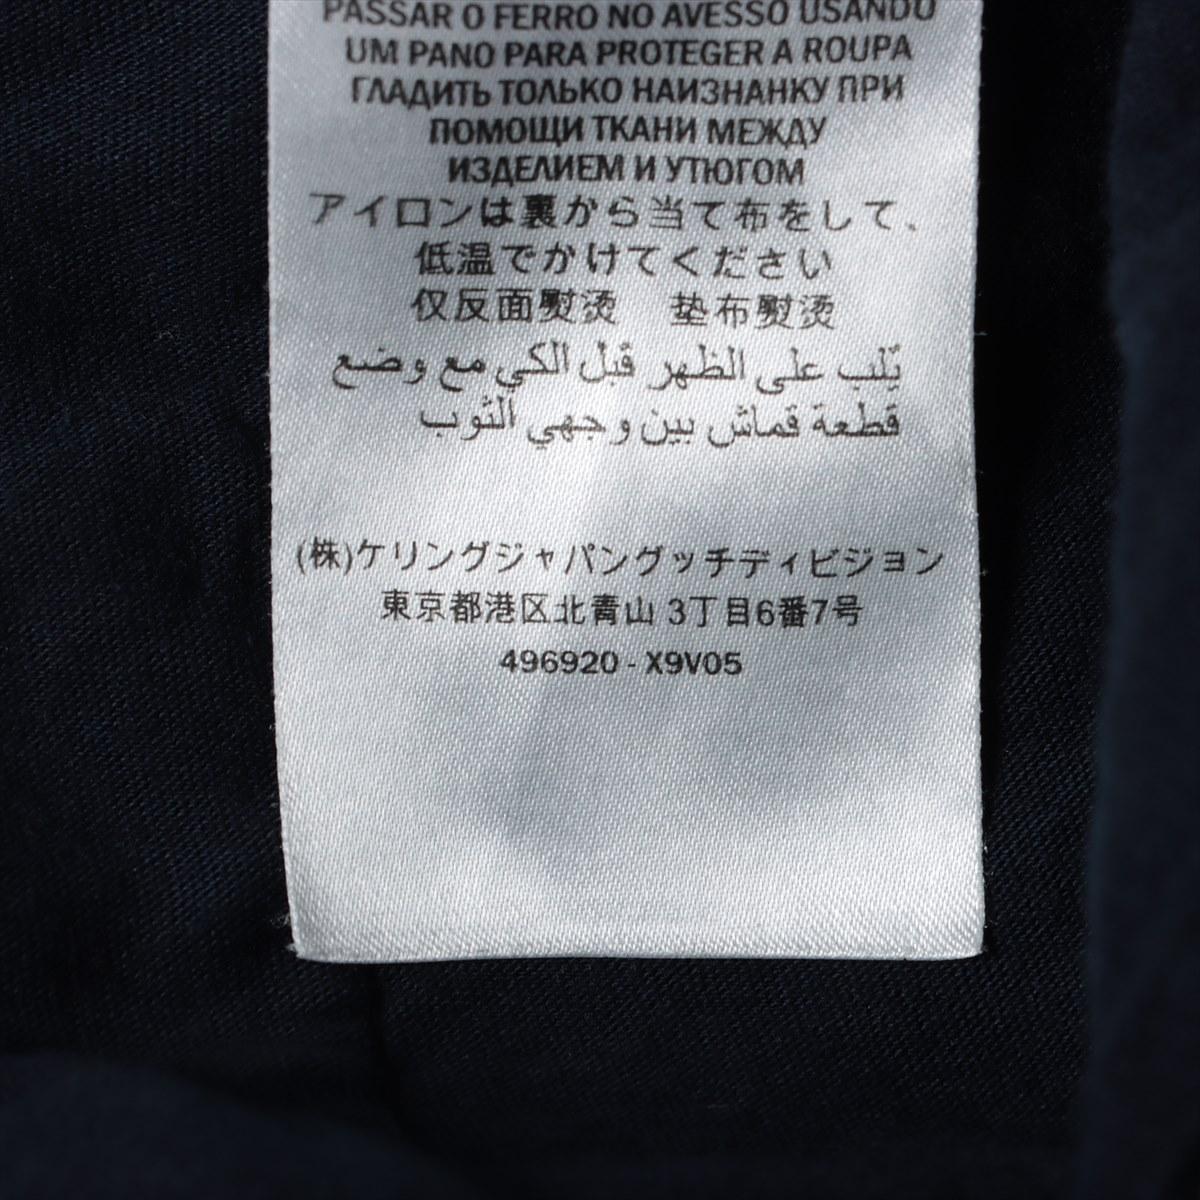 PASSAR O FERRO NO AVESSO USANDO
UM PANO PARA PROTEGER A ROUPA
ГЛАДИТЬ ТОЛЬКО НАИЗНАНКУ ПРИ
ПОМОЩИ ТКАНИ МЕЖДУ
ИЗДЕЛИЕМ И УТЮГОМ
アイロンは裏から当て布をして、
低温でかけてください
仅反面熨烫　垫布熨烫
يّلب على الظهر قبل الكي مع وضع
قطعة قماش بين وجهي الثوب
(株)ケリングジャパングッチディビジョン
東京都港区北青山 3丁目6番7号
496920 - X9V05